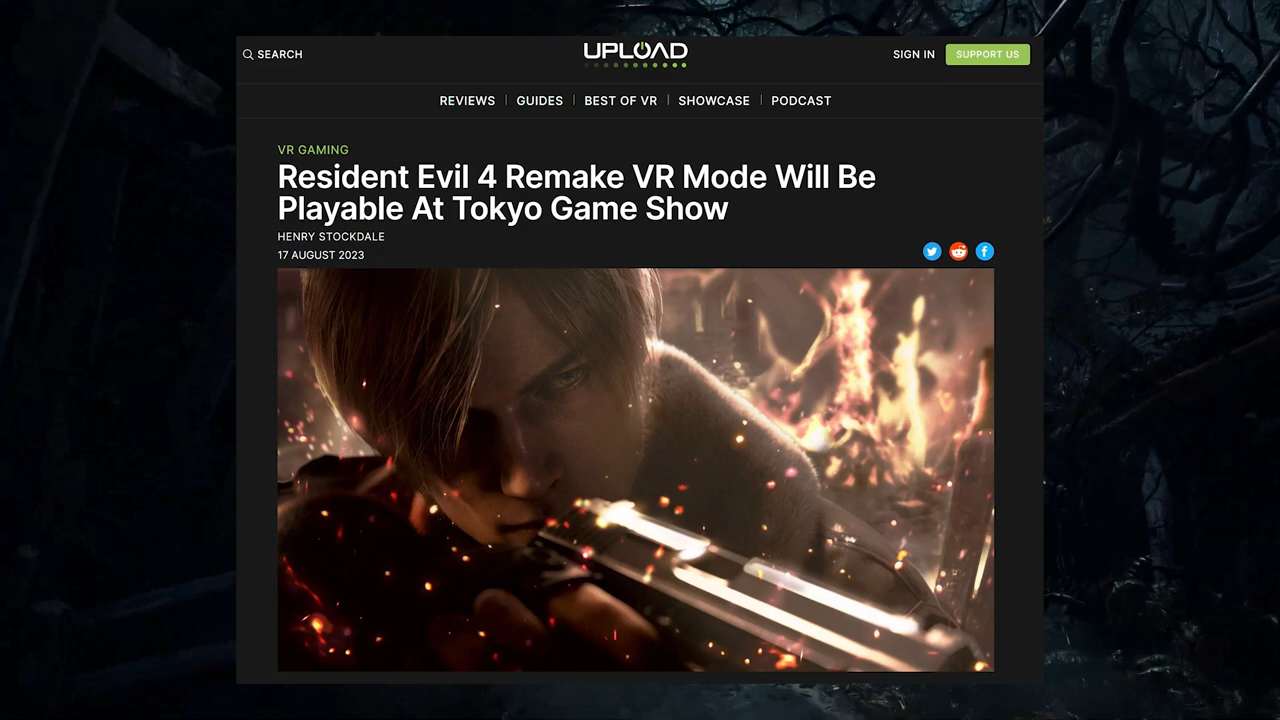 SEARCH
UPLOAD
SIGN IN
SUPPORT US
REVIEWS
GUIDES
BEST OF VR
SHOWCASE
PODCAST
VR GAMING
Resident Evil 4 Remake VR Mode Will Be
Playable At Tokyo Game Show
HENRY STOCKDALE
17 AUGUST 2023